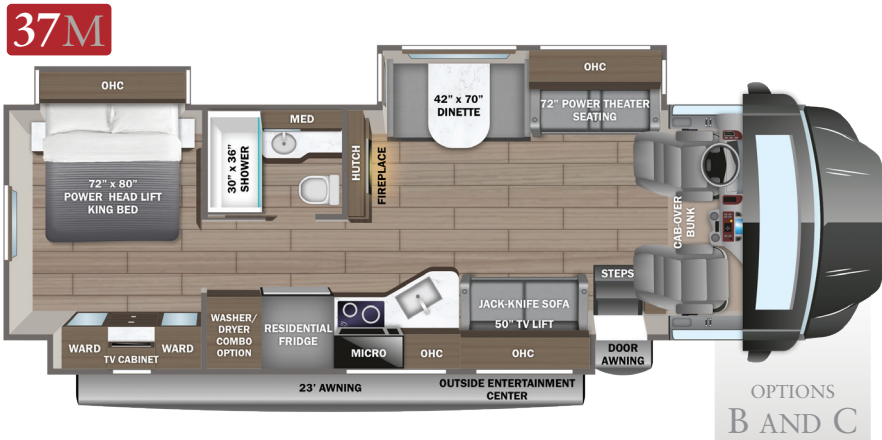 37M
OHC
72" x 80"
POWER HEAD LIFT
KING BED
30" x 36"
SHOWER
MED
HUTCH
FIREPLACE
42" x 70"
DINETTE
OHC
72" POWER THEATER
SEATING
CAB-OVER
BUNK
STEPS
JACK-KNIFE SOFA
50" TV LIFT
WASHER/
DRYER
COMBO
OPTION
RESIDENTIAL
FRIDGE
WARD
TV CABINET
WARD
MICRO
OHC
OHC
DOOR
AWNING
23' AWNING
OUTSIDE ENTERTAINMENT
CENTER
OPTIONS
B AND C